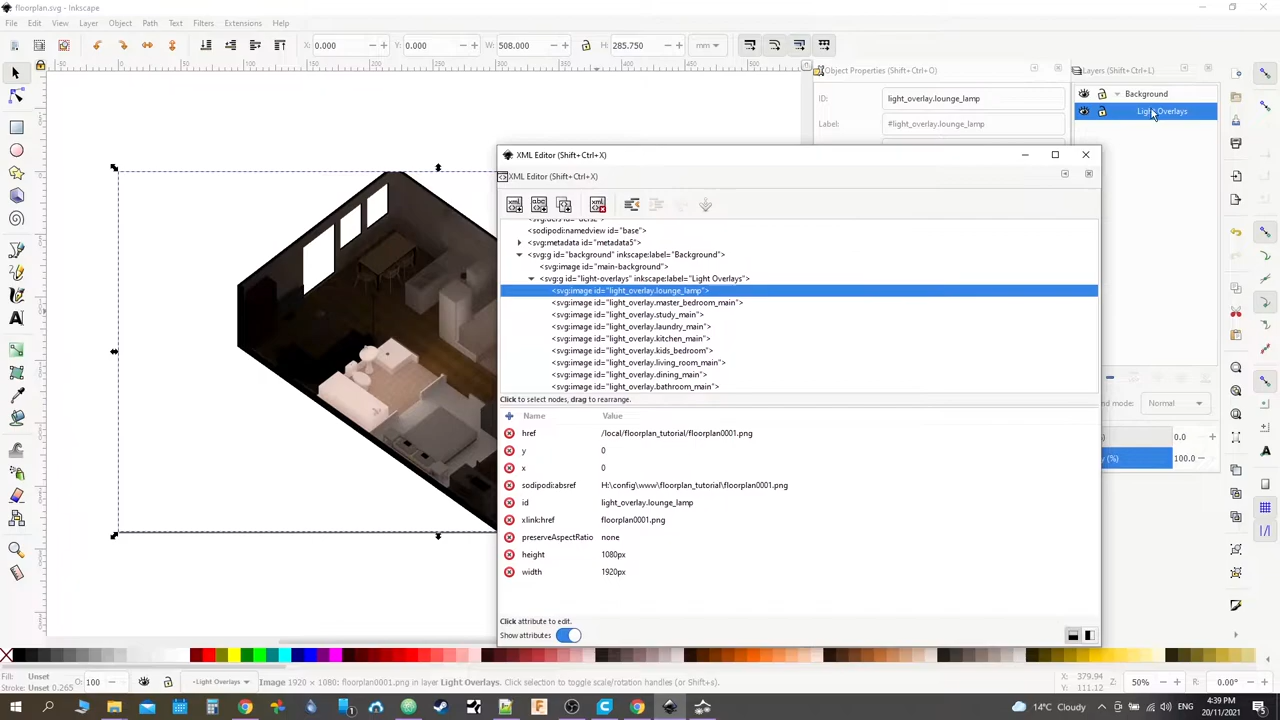 floorplan.svg - Inkscape
File Edit View Layer Object Path Text Filters Extensions Help
X: 0.000 Y: 0.000 W: 508.000 H: 285.750 mm
Object Properties (Shift+Ctrl+O)
Layers (Shift+Ctrl+L)
ID: light_overlay.lounge_lamp
Label: #light_overlay.lounge_lamp
Background
Light Overlays
XML Editor (Shift+Ctrl+X)
XML Editor (Shift+Ctrl+X)
<sodipodi:namedview id="base">
<svg:metadata id="metadata5">
<svg:g id="background" inkscape:label="Background">
<svg:image id="main-background">
<svg:g id="light-overlays" inkscape:label="Light Overlays">
<svg:image id="light_overlay.lounge_lamp">
<svg:image id="light_overlay.master_bedroom_main">
<svg:image id="light_overlay.study_main">
<svg:image id="light_overlay.laundry_main">
<svg:image id="light_overlay.kitchen_main">
<svg:image id="light_overlay.kids_bedroom">
<svg:image id="light_overlay.living_room_main">
<svg:image id="light_overlay.dining_main">
<svg:image id="light_overlay.bathroom_main">
Click to select nodes, drag to rearrange.
Name Value
href /local/floorplan_tutorial/floorplan0001.png
y 0
x 0
sodipodi:absref H:\config\www\floorplan_tutorial\floorplan0001.png
id light_overlay.lounge_lamp
xlink:href floorplan0001.png
preserveAspectRatio none
height 1080px
width 1920px
Click attribute to edit.
Show attributes
nd mode: Normal
) 0.0
y (%) 100.0
Fill: Unset
Stroke: Unset 0.265
O: 100
Light Overlays
Image 1920 × 1080: floorplan0001.png in layer Light Overlays. Click selection to toggle scale/rotation handles (or Shift+s).
X: 379.94
Y: 111.12
Z: 50%
R: 0.00°
14°C Cloudy
ENG
4:39 PM
20/11/2021